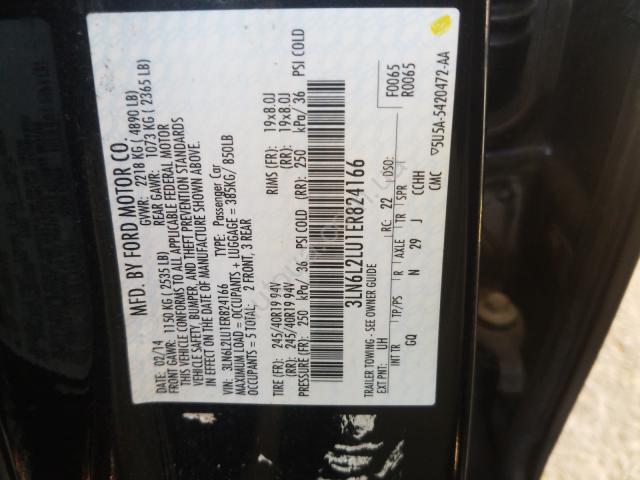 MFD. BY FORD MOTOR CO.
DATE: 02/14 GVWR: 2218 KG ( 4890 LB)
FRONT GAWR: 1150 KG ( 2535 LB) REAR GAWR: 1073 KG ( 2365 LB)
THIS VEHICLE CONFORMS TO ALL APPLICABLE FEDERAL MOTOR
VEHICLE SAFETY, BUMPER, AND THEFT PREVENTION STANDARDS
IN EFFECT ON THE DATE OF MANUFACTURE SHOWN ABOVE.
VIN: 3LN6L2LU1ER824166 TYPE: Passenger Car
MAXIMUM LOAD = OCCUPANTS + LUGGAGE = 385KG/ 850LB
OCCUPANTS = 5 TOTAL: 2 FRONT, 3 REAR
TIRE (FR): 245/40R19 94V RIMS (FR): 19x8.0J
TIRE (RR): 245/40R19 94V RIMS (RR): 19x8.0J
PRESSURE (FR): 250 kPa/ 36 PSI COLD (RR): 250 kPa/ 36 PSI COLD
3LN6L2LU1ER824166
TRAILER TOWING - SEE OWNER GUIDE
F0065
R0065
EXT PNT: UH RC: 22 DSO:
INT TR TP/PS R AXLE TR SPR
GQ N 29 J CCHH
CMC ▽5U5A-5420472-AA